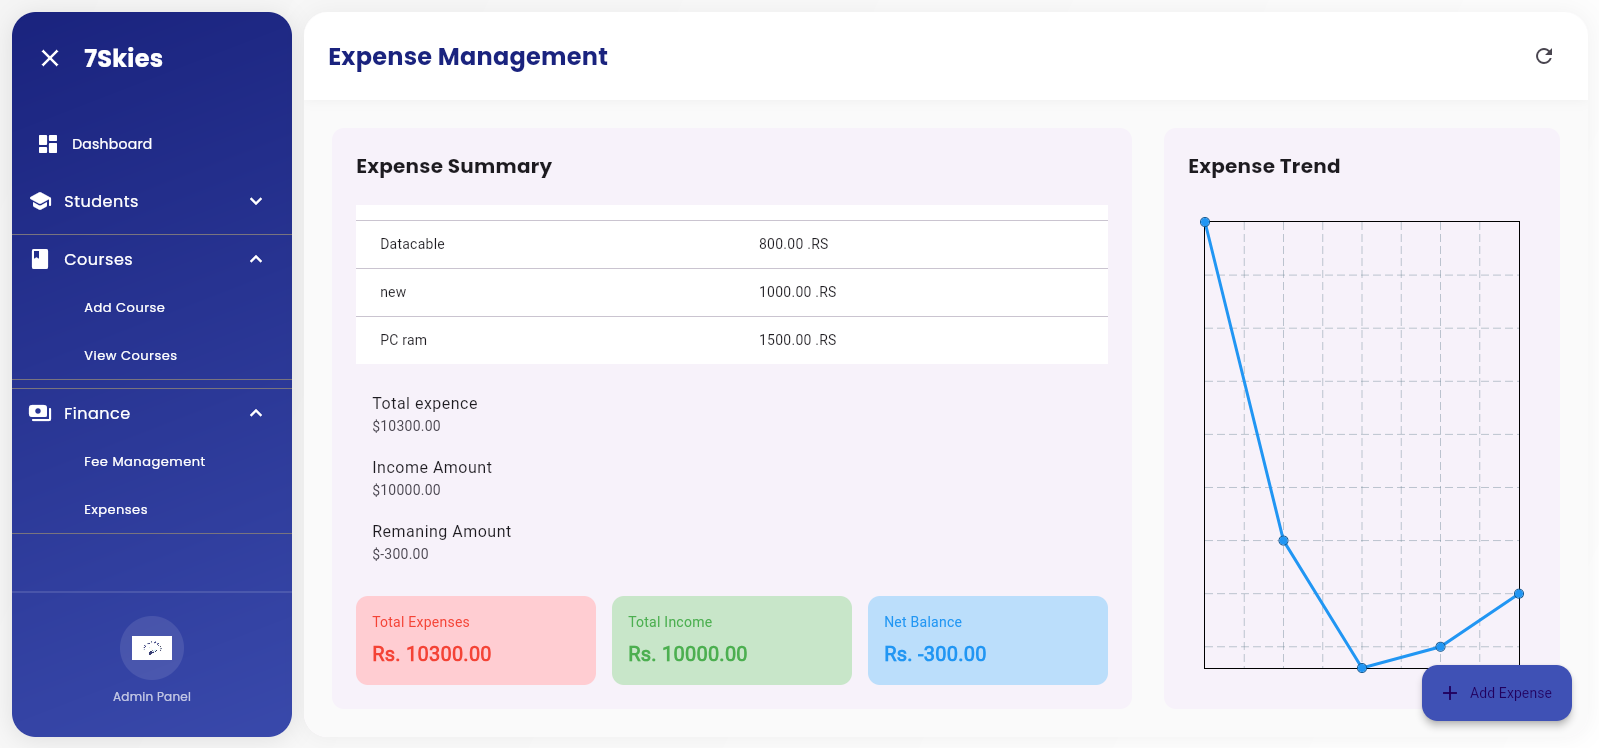 7Skies
Dashboard
Students
Courses
Add Course
View Courses
Finance
Fee Management
Expenses
Admin Panel
Expense Management
Expense Summary
Datacable 800.00 .RS
new 1000.00 .RS
PC ram 1500.00 .RS
Total expence
$10300.00
Income Amount
$10000.00
Remaning Amount
$-300.00
Total Expenses
Rs. 10300.00
Total Income
Rs. 10000.00
Net Balance
Rs. -300.00
Expense Trend
Add Expense